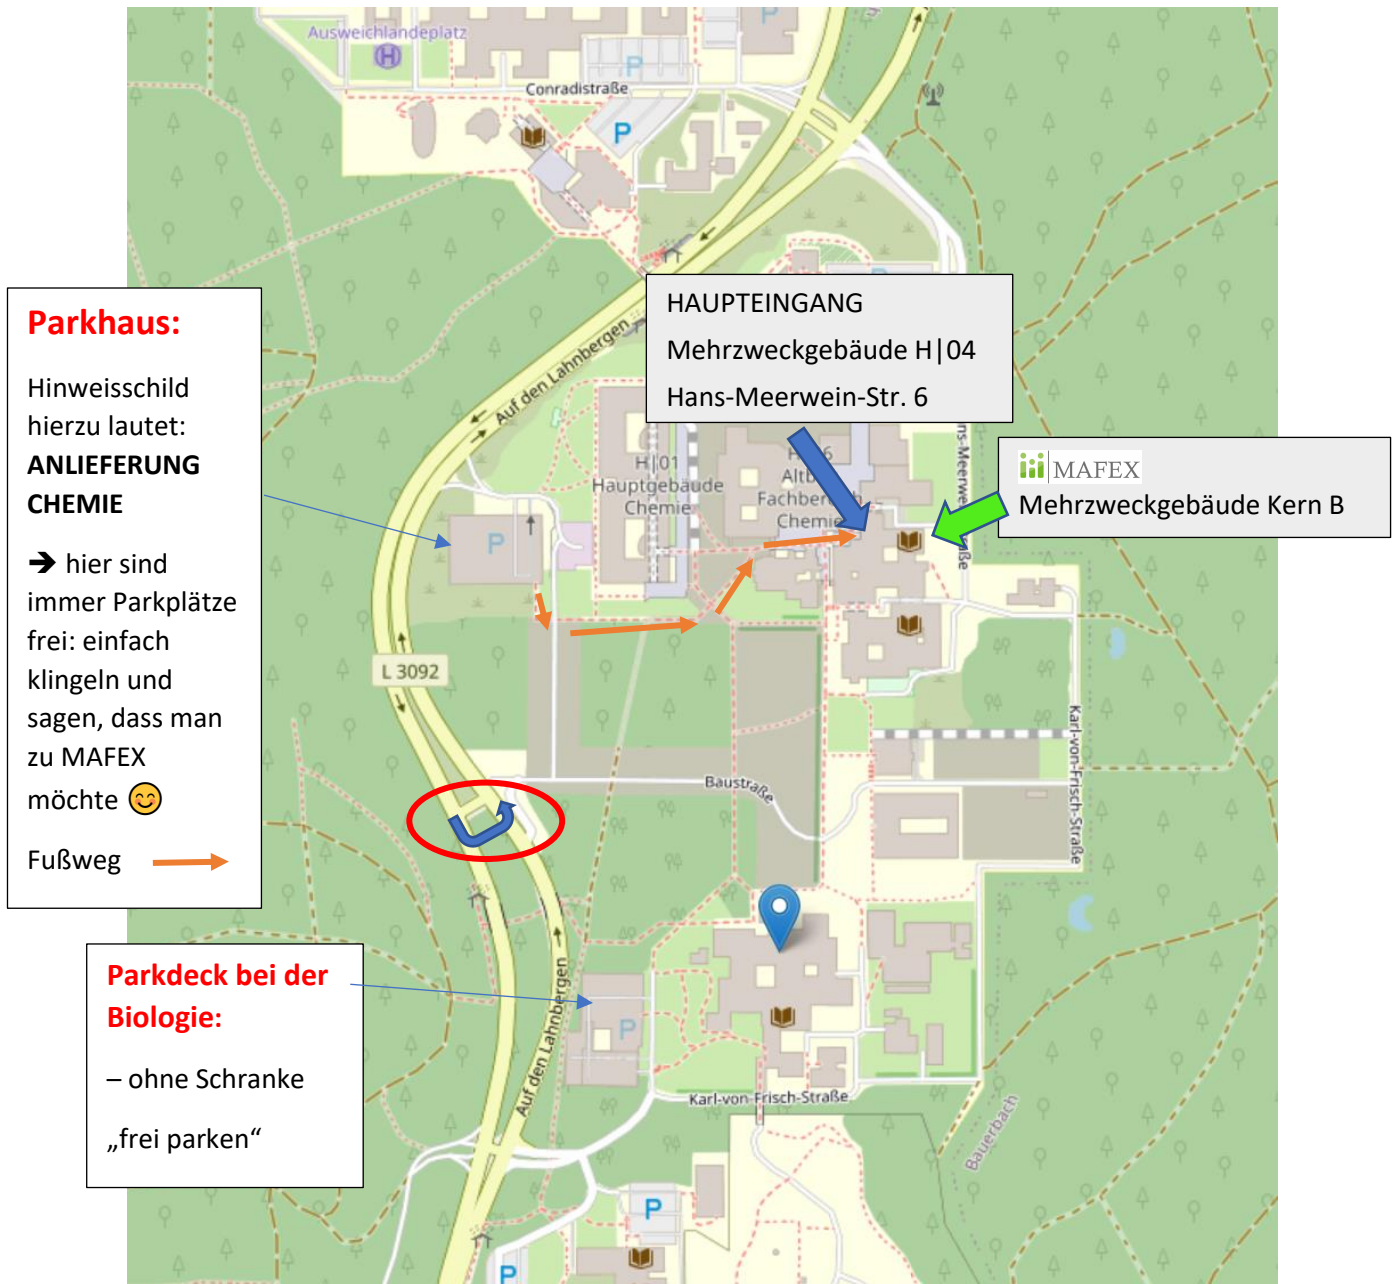 Ausweichlandeplatz
H
P
P
Conradistraße
P
Parkhaus:
Hinweisschild
hierzu lautet:
ANLIEFERUNG
CHEMIE
➔ hier sind
immer Parkplätze
frei: einfach
klingeln und
sagen, dass man
zu MAFEX
möchte 😊
Fußweg
HAUPTEINGANG
Mehrzweckgebäude H|04
Hans-Meerwein-Str. 6
Auf den Lahnbergen
H|01
Hauptgebäude
Chemie
Fachbereich
Chemie
MAFEX
Mehrzweckgebäude Kern B
P
L 3092
Baustraße
Karl-von-Frisch-Straße
Parkdeck bei der
Biologie:
– ohne Schranke
„frei parken“
Auf den Lahnbergen
P
Karl-von-Frisch-Straße
Bauerbach
P
P